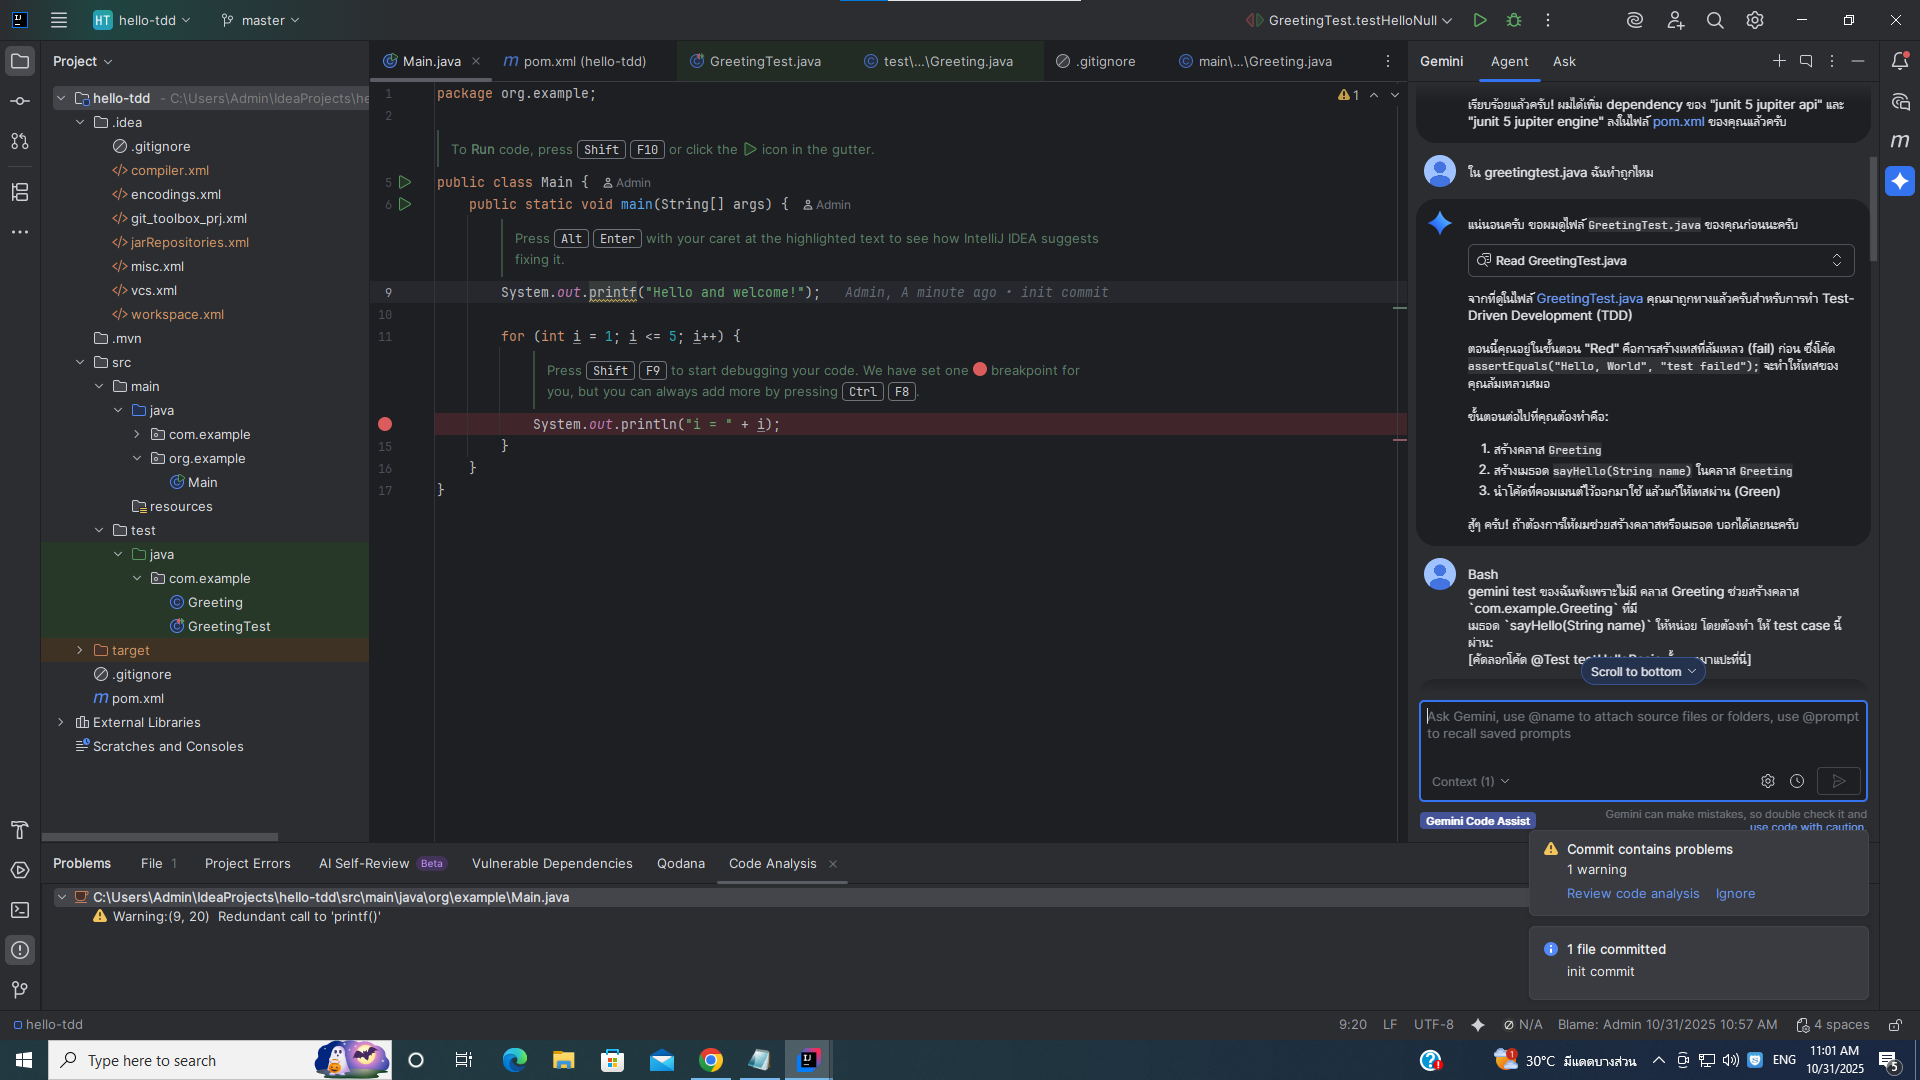 HT hello-tdd
master
GreetingTest.testHelloNull
Project
Main.java
pom.xml (hello-tdd)
GreetingTest.java
test\...\Greeting.java
.gitignore
main\...\Greeting.java
Gemini
Agent
Ask
hello-tdd - C:\Users\Admin\IdeaProjects\he
.idea
.gitignore
compiler.xml
encodings.xml
git_toolbox_prj.xml
jarRepositories.xml
misc.xml
vcs.xml
workspace.xml
.mvn
src
main
java
com.example
org.example
Main
resources
test
java
com.example
Greeting
GreetingTest
target
.gitignore
pom.xml
External Libraries
Scratches and Consoles
1 package org.example;
1
2
To Run code, press Shift F10 or click the icon in the gutter.
5 public class Main { Admin
6 public static void main(String[] args) { Admin
Press Alt Enter with your caret at the highlighted text to see how IntelliJ IDEA suggests
fixing it.
9 System.out.printf("Hello and welcome!"); Admin, A minute ago • init commit
10
11 for (int i = 1; i <= 5; i++) {
Press Shift F9 to start debugging your code. We have set one breakpoint for
you, but you can always add more by pressing Ctrl F8.
System.out.println("i = " + i);
15 }
16 }
17 }
เรียบร้อยแล้วครับ! ผมได้เพิ่ม dependency ของ "junit 5 jupiter api" และ
"junit 5 jupiter engine" ลงในไฟล์ pom.xml ของคุณแล้วครับ
ใน greetingtest.java ฉันทำถูกไหม
แน่นอนครับ ขอผมดูไฟล์ GreetingTest.java ของคุณก่อนนะครับ
Read GreetingTest.java
จากที่ดูในไฟล์ GreetingTest.java คุณมาถูกทางแล้วครับสำหรับการทำ Test-
Driven Development (TDD)
ตอนนี้คุณอยู่ในขั้นตอน "Red" คือการสร้างเทสที่ล้มเหลว (fail) ก่อน ซึ่งโค้ด
assertEquals("Hello, World", "test failed"); จะทำให้เทสของ
คุณล้มเหลวเสมอ
ขั้นตอนต่อไปที่คุณต้องทำคือ:
1. สร้างคลาส Greeting
2. สร้างเมธอด sayHello(String name) ในคลาส Greeting
3. นำโค้ดที่คอมเมนต์ไว้ออกมาใช้ แล้วแก้ให้เทสผ่าน (Green)
สู้ๆ ครับ! ถ้าต้องการให้ผมช่วยสร้างคลาสหรือเมธอด บอกได้เลยนะครับ
Bash
gemini test ของฉันพังเพราะไม่มี คลาส Greeting ช่วยสร้างคลาส
`com.example.Greeting` ที่มี
เมธอด `sayHello(String name)` ให้หน่อย โดยต้องทำ ให้ test case นี้
ผ่าน:
[คัดลอกโค้ด @Test มาแปะที่นี่]
Scroll to bottom
Ask Gemini, use @name to attach source files or folders, use @prompt
to recall saved prompts
Context (1)
Gemini Code Assist
Gemini can make mistakes, so double check it and
use code with caution.
Problems
File 1
Project Errors
AI Self-Review Beta
Vulnerable Dependencies
Qodana
Code Analysis
C:\Users\Admin\IdeaProjects\hello-tdd\src\main\java\org\example\Main.java
Warning:(9, 20) Redundant call to 'printf()'
Commit contains problems
1 warning
Review code analysis Ignore
1 file committed
init commit
hello-tdd
9:20
LF
UTF-8
N/A
Blame: Admin 10/31/2025 10:57 AM
4 spaces
Type here to search
1
30°C มีแดดบางส่วน
ENG
11:01 AM
10/31/2025
5